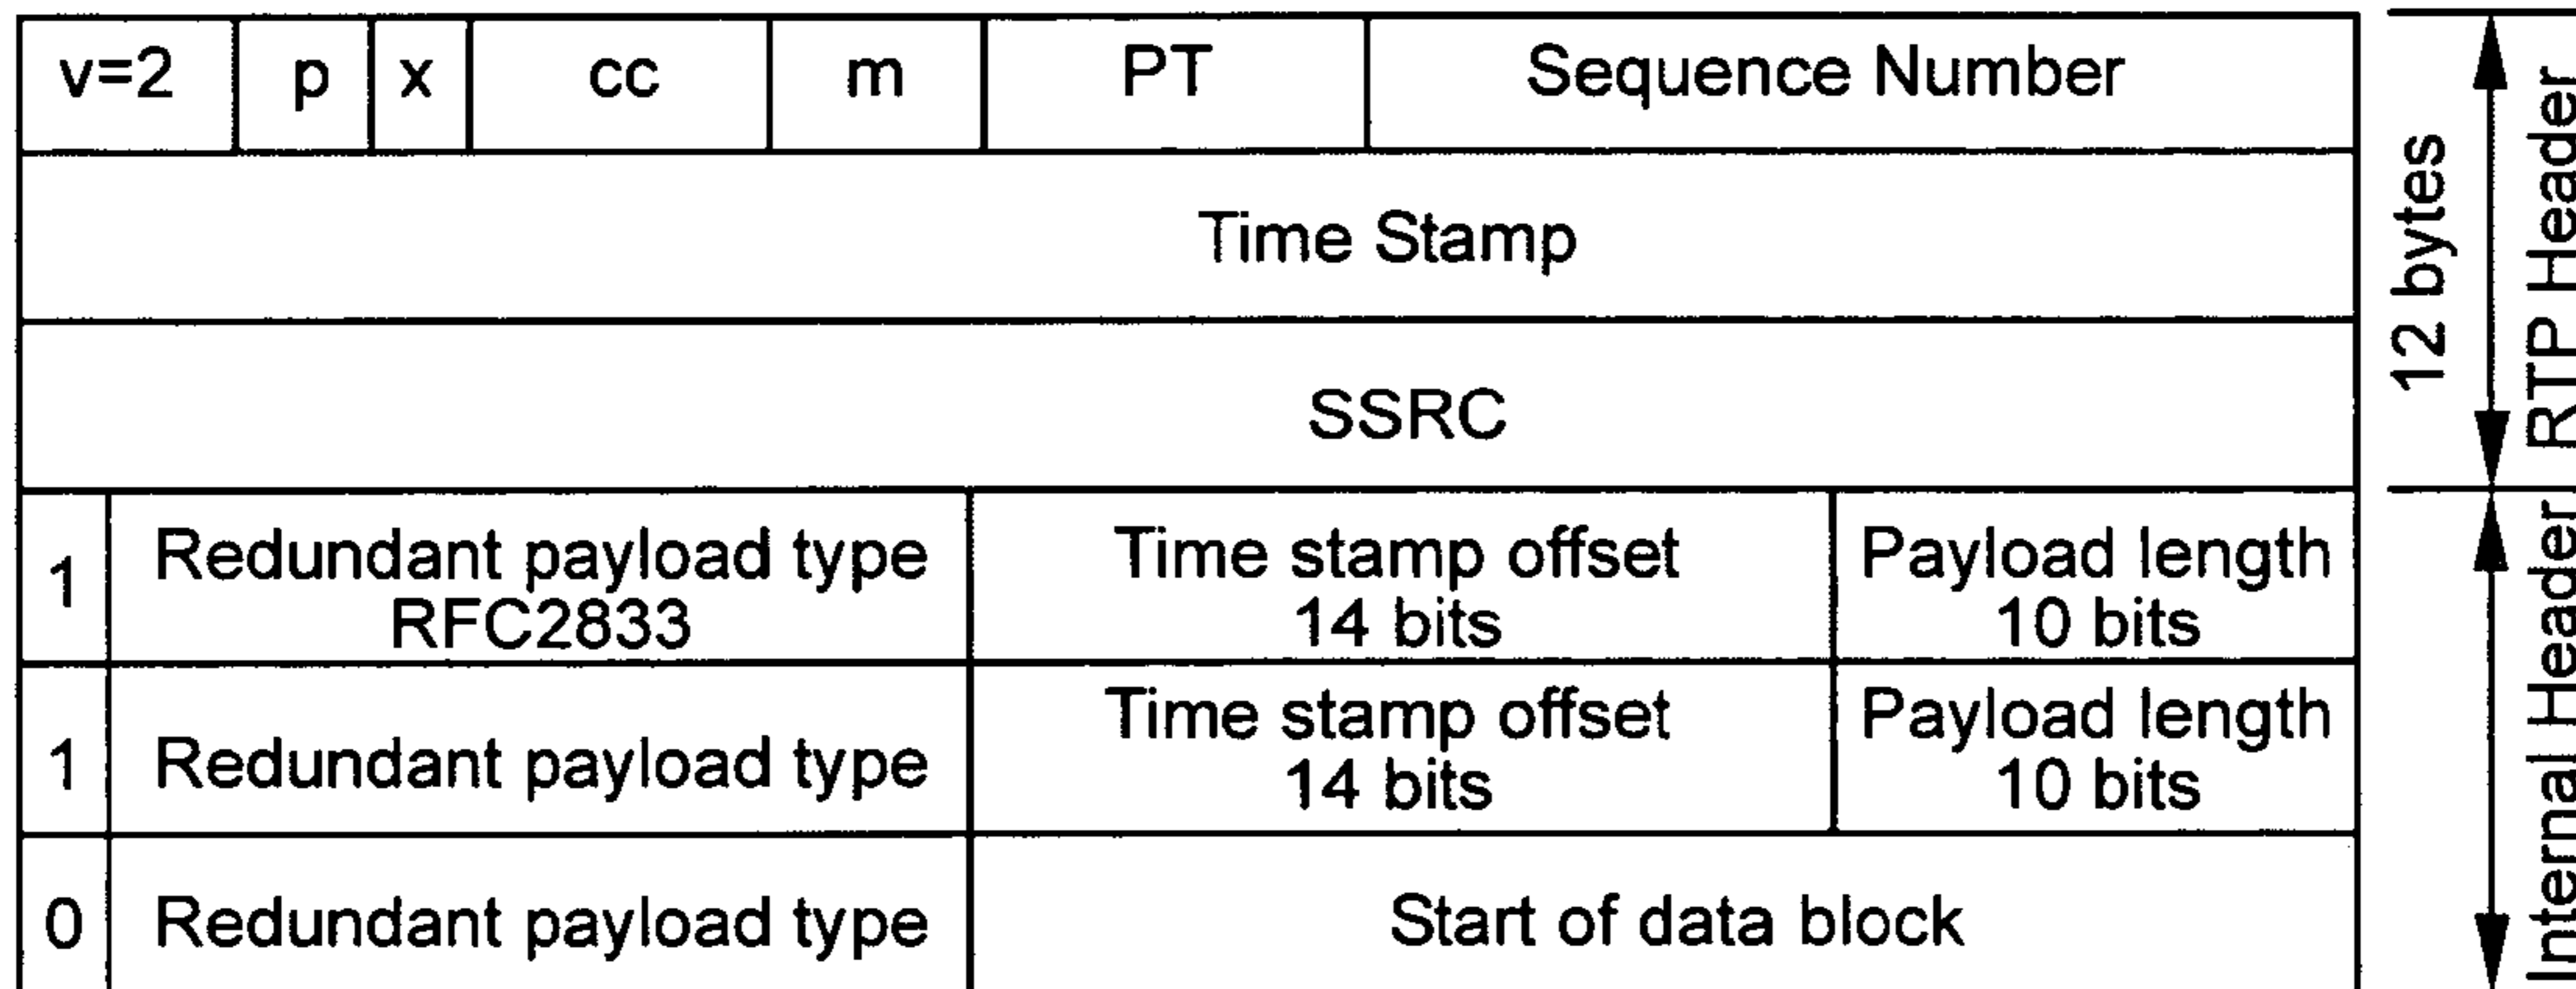 v=2 p x cc m PT Sequence Number
Time Stamp
SSRC
1 Redundant payload type Time stamp offset Payload length
RFC2833 14 bits 10 bits
1 Redundant payload type Time stamp offset Payload length
14 bits 10 bits
0 Redundant payload type Start of data block
12 bytes
RTP Header
Internal Header